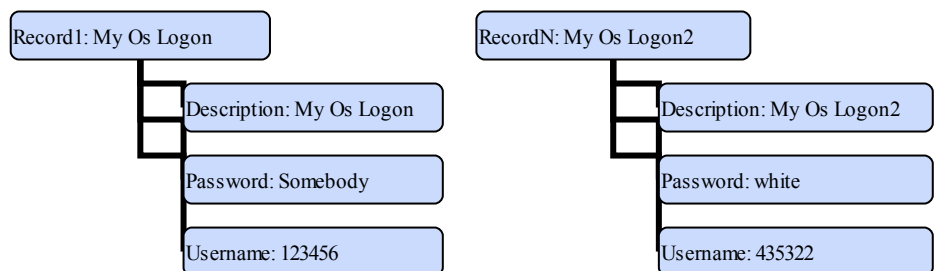 Record1: My Os Logon
Description: My Os Logon
Password: Somebody
Username: 123456
RecordN: My Os Logon2
Description: My Os Logon2
Password: white
Username: 435322